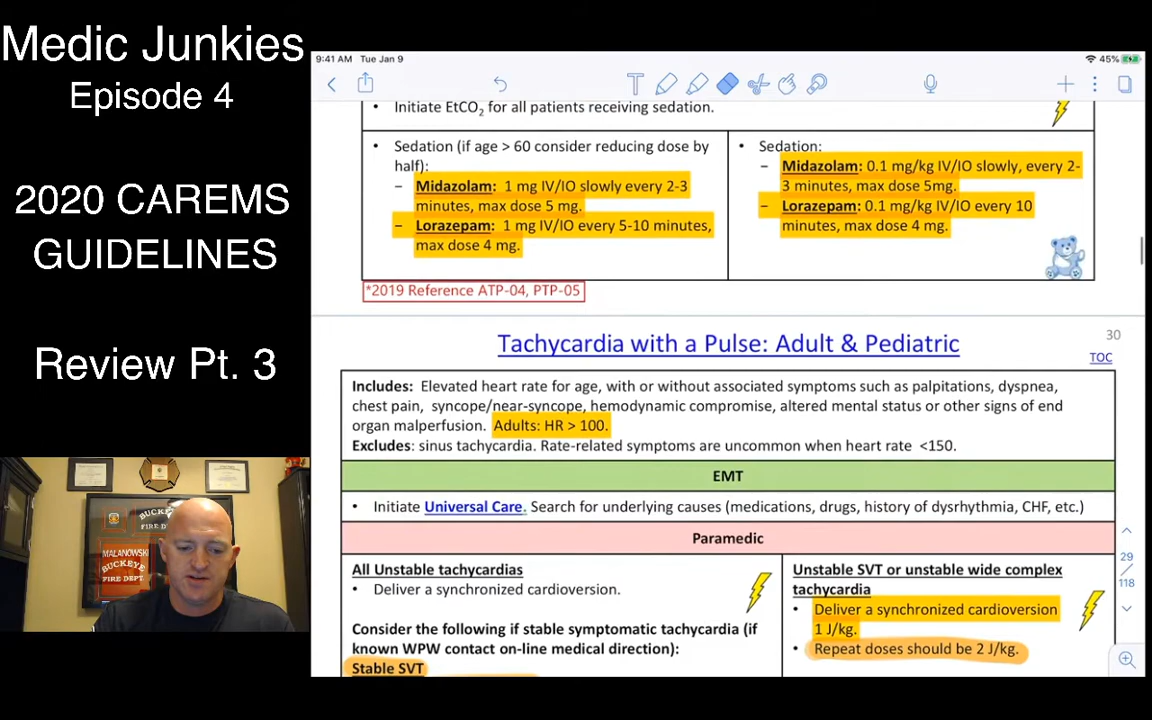 Medic Junkies
Episode 4
2020 CAREMS
GUIDELINES
Review Pt. 3
9:41 AM Tue Jan 9
45%
• Initiate EtCO2 for all patients receiving sedation.
• Sedation (if age > 60 consider reducing dose by
half):
− Midazolam: 1 mg IV/IO slowly every 2-3
minutes, max dose 5 mg.
− Lorazepam: 1 mg IV/IO every 5-10 minutes,
max dose 4 mg.
• Sedation:
− Midazolam: 0.1 mg/kg IV/IO slowly, every 2-
3 minutes, max dose 5mg.
− Lorazepam: 0.1 mg/kg IV/IO every 10
minutes, max dose 4 mg.
*2019 Reference ATP-04, PTP-05
30
Tachycardia with a Pulse: Adult & Pediatric
TOC
Includes: Elevated heart rate for age, with or without associated symptoms such as palpitations, dyspnea,
chest pain, syncope/near-syncope, hemodynamic compromise, altered mental status or other signs of end
organ malperfusion. Adults: HR > 100.
Excludes: sinus tachycardia. Rate-related symptoms are uncommon when heart rate <150.
EMT
• Initiate Universal Care. Search for underlying causes (medications, drugs, history of dysrhythmia, CHF, etc.)
Paramedic
All Unstable tachycardias
• Deliver a synchronized cardioversion.
Consider the following if stable symptomatic tachycardia (if
known WPW contact on-line medical direction):
Stable SVT
Unstable SVT or unstable wide complex
tachycardia
• Deliver a synchronized cardioversion
1 J/kg.
• Repeat doses should be 2 J/kg.
29
118
BUCKEYE
FIRE DEPT
MALANOWSKI
BUCKEYE
FIRE DEPT.